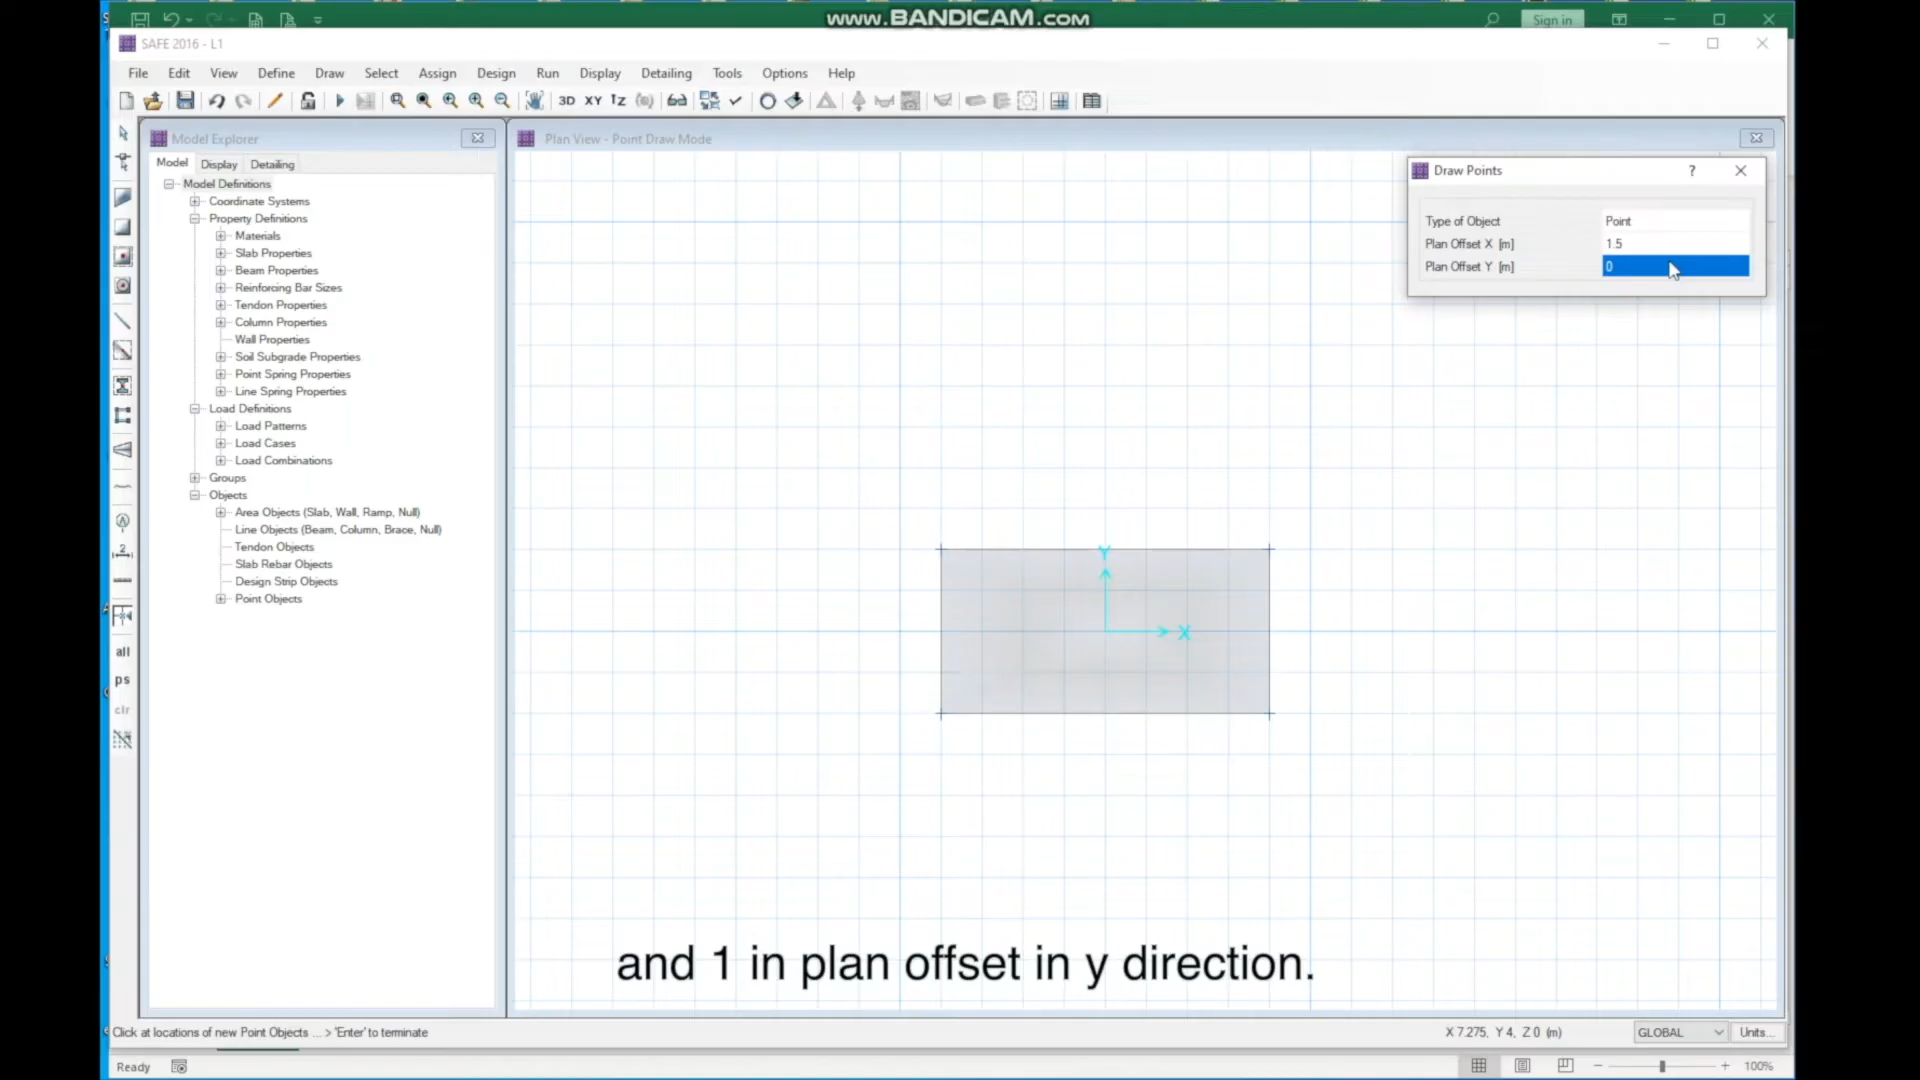 www.BANDICAM.com
Sign in
SAFE 2016 - L1
File Edit View Define Draw Select Assign Design Run Display Detailing Tools Options Help
3D XY
Model Explorer
Plan View - Point Draw Mode
Model Display Detailing
Model Definitions
Coordinate Systems
Property Definitions
Materials
Slab Properties
Beam Properties
Reinforcing Bar Sizes
Tendon Properties
Column Properties
Wall Properties
Soil Subgrade Properties
Point Spring Properties
Line Spring Properties
Load Definitions
Load Patterns
Load Cases
Load Combinations
Groups
Objects
Area Objects (Slab, Wall, Ramp, Null)
Line Objects (Beam, Column, Brace, Null)
Tendon Objects
Slab Rebar Objects
Design Strip Objects
Point Objects
all
ps
clr
Draw Points
?
Type of Object Point
Plan Offset X [m] 1.5
Plan Offset Y [m] 0
Y
X
and 1 in plan offset in y direction.
Click at locations of new Point Objects ... > 'Enter' to terminate
X 7.275, Y 4, Z 0 (m)
GLOBAL
Units...
Ready
100%